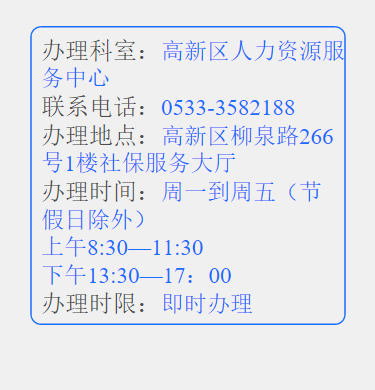 办理科室：高新区人力资源服
务中心
联系电话：0533-3582188
办理地点：高新区柳泉路266
号1楼社保服务大厅
办理时间：周一到周五（节
假日除外）
上午8:30—11:30
下午13:30—17：00
办理时限：即时办理